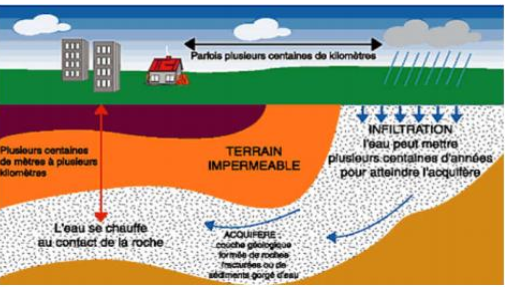 Parfois plusieurs centaines de kilomètres
INFILTRATION
l'eau peut mettre
plusieurs centaines d'années
pour atteindre l'acquifère
Plusieurs centaines
de mètres à plusieurs
kilomètres
TERRAIN
IMPERMEABLE
L'eau se chauffe
au contact de la roche
ACQUIFERE :
couche géologique
formée de roches
fracturées ou de
sédiments gorgé d'eau